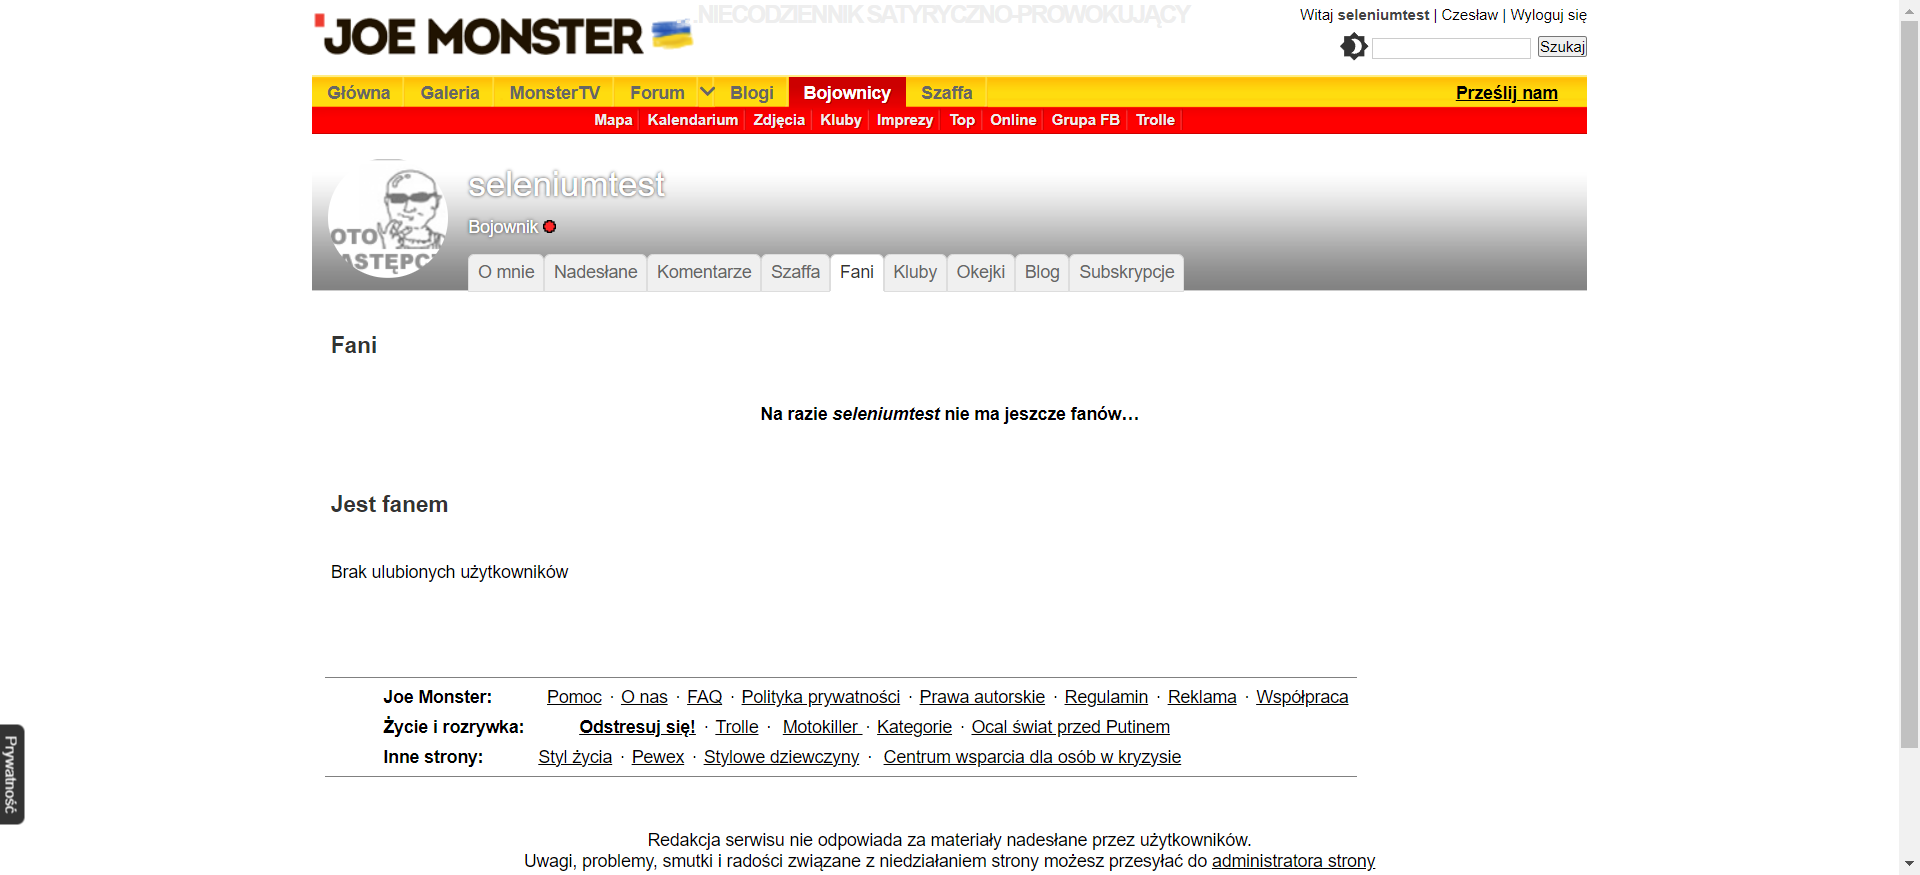 .NIECODZIENNIK SATYRYCZNO-PROWOKUJĄCY
JOE MONSTER
Witaj seleniumtest | Czesław | Wyloguj się
Szukaj
Główna Galeria MonsterTV Forum Blogi Bojownicy Szaffa Prześlij nam
Mapa Kalendarium Zdjęcia Kluby Imprezy Top Online Grupa FB Trolle
seleniumtest
Bojownik
OTO
ASTĘPC
O mnie Nadesłane Komentarze Szaffa Fani Kluby Okejki Blog Subskrypcje
Fani
Na razie seleniumtest nie ma jeszcze fanów...
Jest fanem
Brak ulubionych użytkowników
Joe Monster: Pomoc · O nas · FAQ · Polityka prywatności · Prawa autorskie · Regulamin · Reklama · Współpraca
Życie i rozrywka: Odstresuj się! · Trolle · Motokiller · Kategorie · Ocal świat przed Putinem
Inne strony: Styl życia · Pewex · Stylowe dziewczyny · Centrum wsparcia dla osób w kryzysie
Prywatność
Redakcja serwisu nie odpowiada za materiały nadesłane przez użytkowników.
Uwagi, problemy, smutki i radości związane z niedziałaniem strony możesz przesyłać do administratora strony